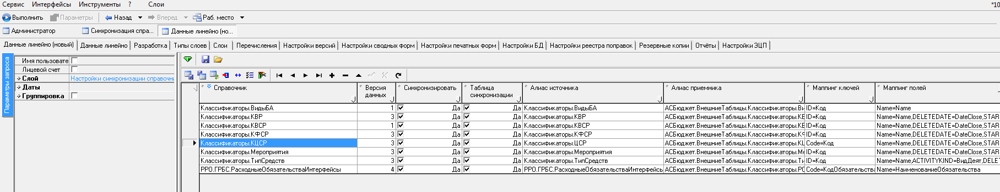 Сервис Интерфейсы Инструменты ? Слои *10
Выполнить Параметры Назад Вперед Раб. место
Администратор Синхронизация спра... Данные линейно (но...
Данные линейно (новый) Данные линейно Разработка Типы слоев Слои Перечисления Настройки версий Настройки сводных форм Настройки печатных форм Настройки БД Настройки реестра поправок Резервные копии Отчёты Настройки ЭЦП
Параметры запроса
Имя пользовате
Лицевой счет
Слой Настройки синхронизации справочни
Даты
Группировка
Справочник Версия данных Синхронизировать Таблица синхронизации Алиас источника Алиас приемника Маппинг ключей Маппинг полей
Классификаторы.ВидыБА 1 Да Да Классификаторы.ВидыБА АСБюджет.ВнешниеТаблицы.Классификаторы.Ви ID=Код Name=Name
Классификаторы.КВР 3 Да Да Классификаторы.КВР АСБюджет.ВнешниеТаблицы.Классификаторы.КЕ ID=Код Name=Name,DELETEDATE=DateClose,STAR
Классификаторы.КВСР 1 Да Да Классификаторы.КВСР АСБюджет.ВнешниеТаблицы.Классификаторы.КЕ ID=Код Name=Name,DELETEDATE=DateClose,STAR
Классификаторы.КФСР 3 Да Да Классификаторы.КФСР АСБюджет.ВнешниеТаблицы.Классификаторы.КФ ID=Код Name=Name,DELETEDATE=DateClose,STAR
Классификаторы.КЦСР 3 Да Да Классификаторы.ЦСР АСБюджет.ВнешниеТаблицы.Классификаторы.КЦ Code=Код Name=Name,DELETEDATE=DateClose,STAR
Классификаторы.Мероприятия 3 Да Да Классификаторы.Мероприятия АСБюджет.ВнешниеТаблицы.Классификаторы.Ме ID=Код Name=Name,DELETEDATE=DateClose,STAR
Классификаторы.ТипСредств 3 Да Да Классификаторы.ТипСредств АСБюджет.ВнешниеТаблицы.Классификаторы.Ти ID=Код Name=Name,ACTIVITYKIND=ВидДеят,DELET
РРО.ГРБС.РасходныеОбязательстваИнтерфейсы 4 Да Да РРО.ГРБС.РасходныеОбязательстваИнтерфейсь АСБюджет.ВнешниеТаблицы.Классификаторы.РС Code=КодОбязательства Name=НаименованиеОбязательства